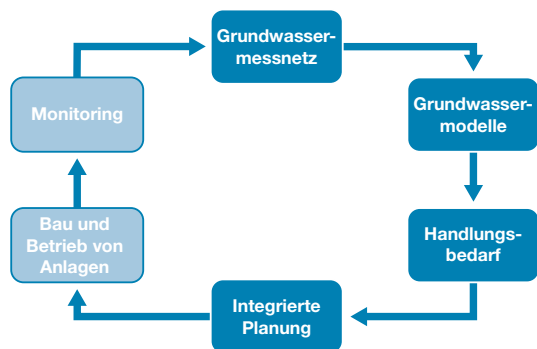 Grundwasser-
messnetz
Grundwasser-
modelle
Handlungs-
bedarf
Integrierte
Planung
Bau und
Betrieb von
Anlagen
Monitoring